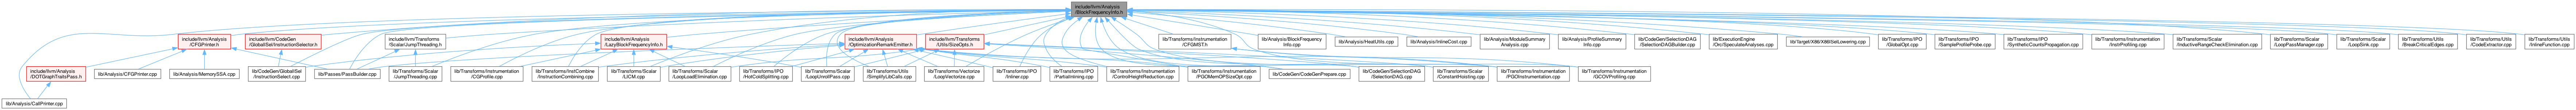 include/llvm/Analysis
/BlockFrequencyInfo.h
include/llvm/Analysis
/CFGPrinter.h
include/llvm/CodeGen
/GlobalISel/InstructionSelector.h
include/llvm/Transforms
/Scalar/JumpThreading.h
include/llvm/Analysis
/LazyBlockFrequencyInfo.h
include/llvm/Analysis
/OptimizationRemarkEmitter.h
include/llvm/Transforms
/Utils/SizeOpts.h
lib/Transforms/Instrumentation
/CFGMST.h
lib/Analysis/BlockFrequency
Info.cpp
lib/Analysis/HeatUtils.cpp
lib/Analysis/InlineCost.cpp
lib/Analysis/ModuleSummary
Analysis.cpp
lib/Analysis/ProfileSummary
Info.cpp
lib/CodeGen/SelectionDAG
/SelectionDAGBuilder.cpp
lib/ExecutionEngine
/Orc/SpeculateAnalyses.cpp
lib/Target/X86/X86ISelLowering.cpp
lib/Transforms/IPO
/GlobalOpt.cpp
lib/Transforms/IPO
/SampleProfileProbe.cpp
lib/Transforms/IPO
/SyntheticCountsPropagation.cpp
lib/Transforms/Instrumentation
/InstrProfiling.cpp
lib/Transforms/Scalar
/InductiveRangeCheckElimination.cpp
lib/Transforms/Scalar
/LoopPassManager.cpp
lib/Transforms/Scalar
/LoopSink.cpp
lib/Transforms/Utils
/BreakCriticalEdges.cpp
lib/Transforms/Utils
/CodeExtractor.cpp
lib/Transforms/Utils
/InlineFunction.cpp
include/llvm/Analysis
/DOTGraphTraitsPass.h
lib/Analysis/CFGPrinter.cpp
lib/Analysis/MemorySSA.cpp
lib/CodeGen/GlobalISel
/InstructionSelect.cpp
lib/Passes/PassBuilder.cpp
lib/Transforms/Scalar
/JumpThreading.cpp
lib/Transforms/Instrumentation
/CGProfile.cpp
lib/Transforms/InstCombine
/InstructionCombining.cpp
lib/Transforms/Scalar
/LICM.cpp
lib/Transforms/Scalar
/LoopLoadElimination.cpp
lib/Transforms/IPO
/HotColdSplitting.cpp
lib/Transforms/Scalar
/LoopUnrollPass.cpp
lib/Transforms/Utils
/SimplifyLibCalls.cpp
lib/Transforms/Vectorize
/LoopVectorize.cpp
lib/Transforms/IPO
/Inliner.cpp
lib/Transforms/IPO
/PartialInlining.cpp
lib/Transforms/Instrumentation
/ControlHeightReduction.cpp
lib/Transforms/Instrumentation
/PGOMemOPSizeOpt.cpp
lib/CodeGen/CodeGenPrepare.cpp
lib/CodeGen/SelectionDAG
/SelectionDAG.cpp
lib/Transforms/Scalar
/ConstantHoisting.cpp
lib/Transforms/Instrumentation
/PGOInstrumentation.cpp
lib/Transforms/Instrumentation
/GCOVProfiling.cpp
lib/Analysis/CallPrinter.cpp